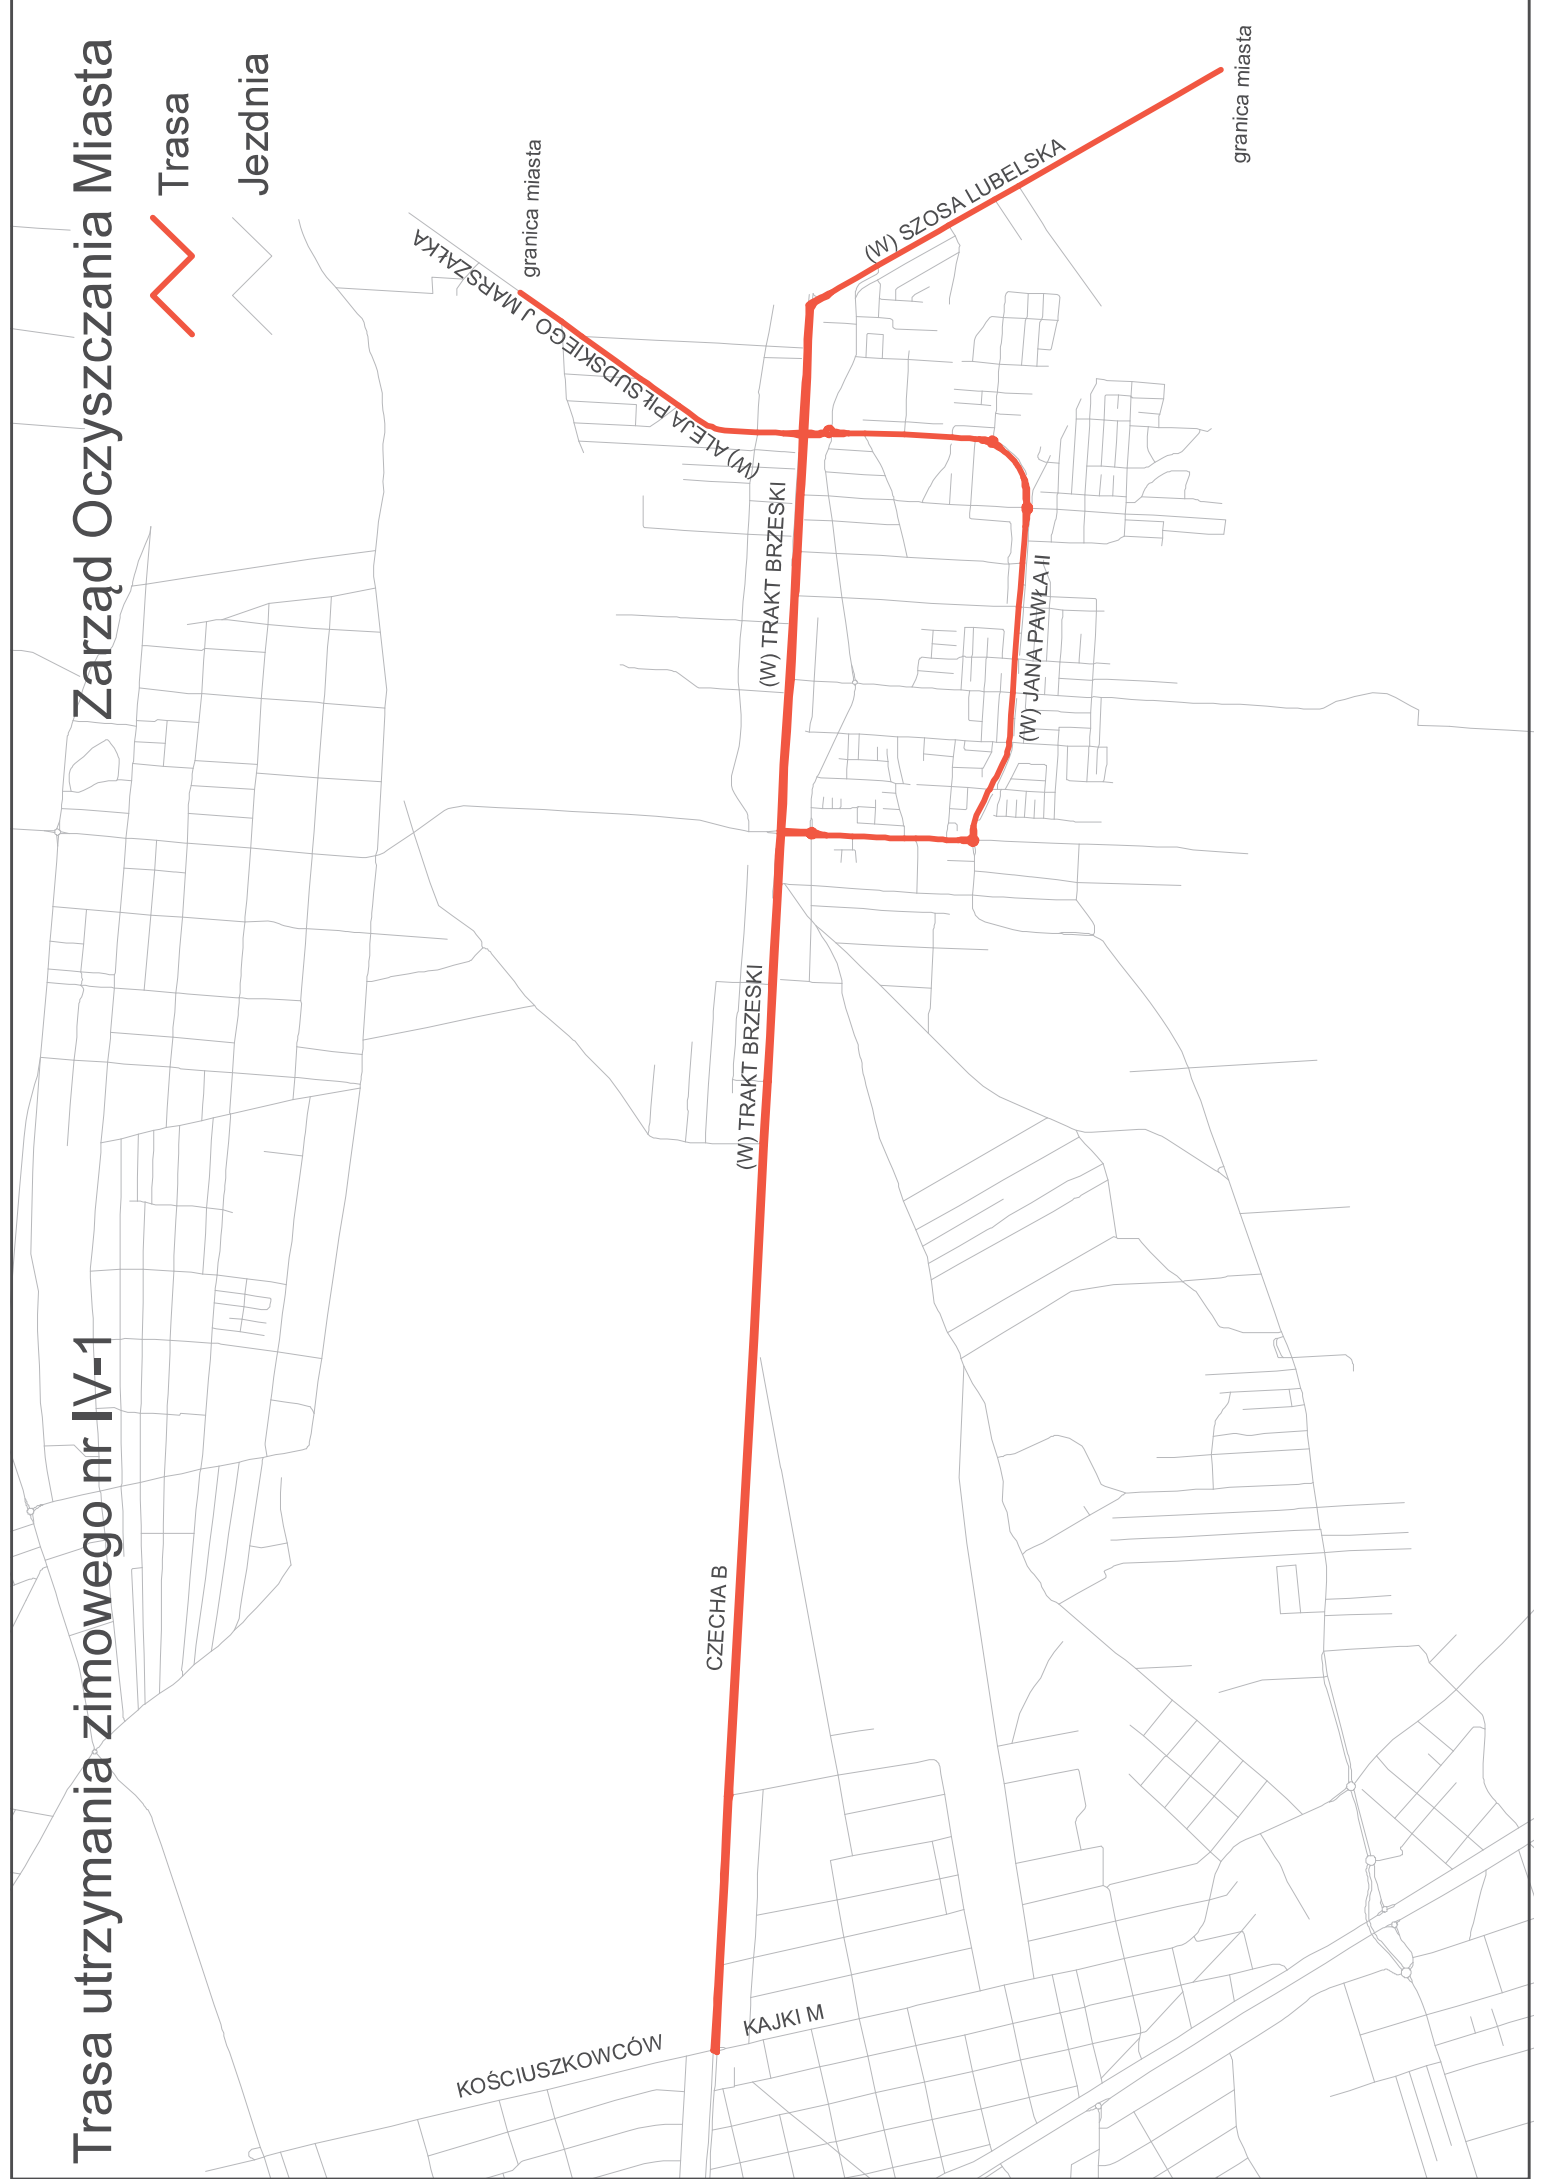 Trasa utrzymania zimowego nr IV-1
Zarząd Oczyszczania Miasta
Trasa
Jezdnia
KOŚCIUSZKOWCÓW
KAJKI M
CZECHA B
(W) TRAKT BRZESKI
(W) TRAKT BRZESKI
(W) ALEJA PIŁSUDSKIEGO J MARSZAŁKA
granica miasta
(W) JANA PAWŁA II
(W) SZOSA LUBELSKA
granica miasta